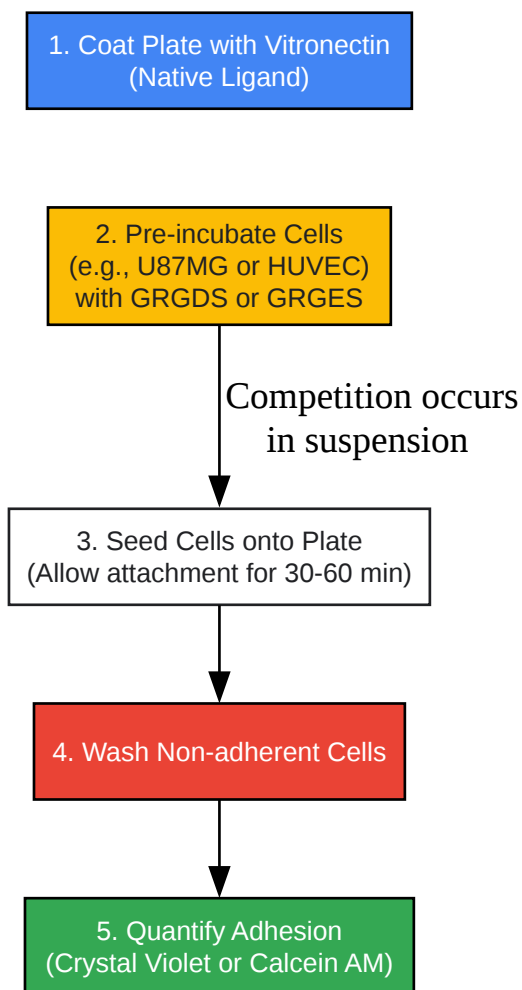 1. Coat Plate with Vitronectin
(Native Ligand)
2. Pre-incubate Cells
(e.g., U87MG or HUVEC)
with GRGDS or GRGES
Competition occurs
in suspension
3. Seed Cells onto Plate
(Allow attachment for 30-60 min)
4. Wash Non-adherent Cells
5. Quantify Adhesion
(Crystal Violet or Calcein AM)